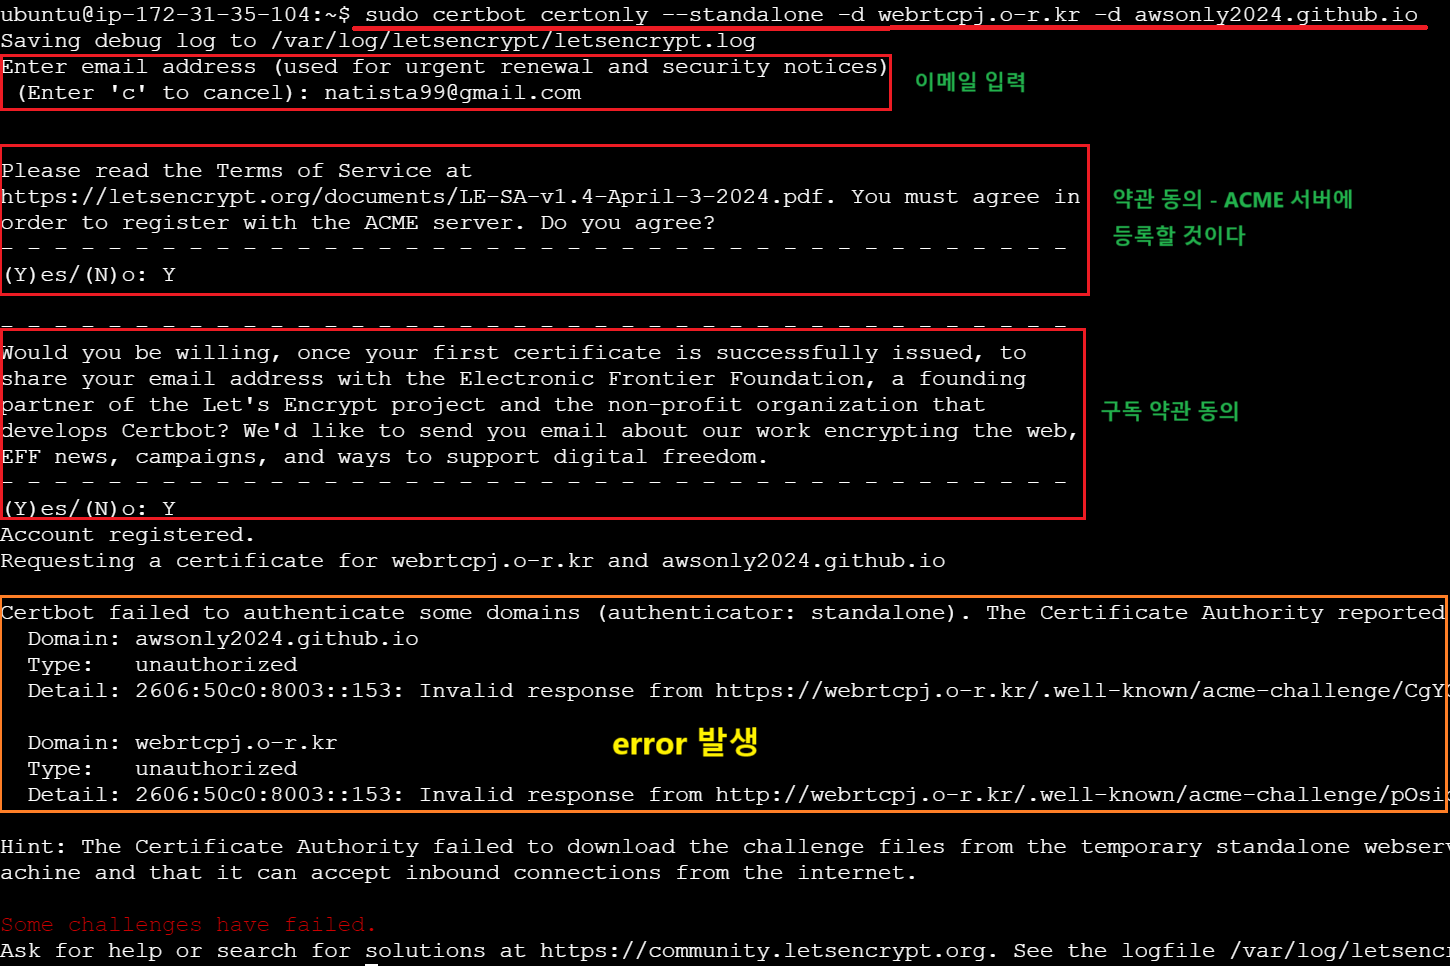 ubuntu@ip-172-31-35-104:~$ sudo certbot certonly --standalone -d webrtcpj.o-r.kr -d awsonly2024.github.io
Saving debug log to /var/log/letsencrypt/letsencrypt.log
Enter email address (used for urgent renewal and security notices)
(Enter 'c' to cancel): natista99@gmail.com
이메일 입력
Please read the Terms of Service at
https://letsencrypt.org/documents/LE-SA-v1.4-April-3-2024.pdf. You must agree in
order to register with the ACME server. Do you agree?
- - - - - - - - - - - - - - - - - - - - - - - - - - - - - - - - - - - - - - - -
(Y)es/(N)o: Y
약관 동의 - ACME 서버에
등록할 것이다
- - - - - - - - - - - - - - - - - - - - - - - - - - - - - - - - - - - - - - - -
Would you be willing, once your first certificate is successfully issued, to
share your email address with the Electronic Frontier Foundation, a founding
partner of the Let's Encrypt project and the non-profit organization that
develops Certbot? We'd like to send you email about our work encrypting the web,
EFF news, campaigns, and ways to support digital freedom.
- - - - - - - - - - - - - - - - - - - - - - - - - - - - - - - - - - - - - - - -
(Y)es/(N)o: Y
구독 약관 동의
Account registered.
Requesting a certificate for webrtcpj.o-r.kr and awsonly2024.github.io
Certbot failed to authenticate some domains (authenticator: standalone). The Certificate Authority reported
Domain: awsonly2024.github.io
Type: unauthorized
Detail: 2606:50c0:8003::153: Invalid response from https://webrtcpj.o-r.kr/.well-known/acme-challenge/CgY
Domain: webrtcpj.o-r.kr
Type: unauthorized
Detail: 2606:50c0:8003::153: Invalid response from http://webrtcpj.o-r.kr/.well-known/acme-challenge/pOsi
error 발생
Hint: The Certificate Authority failed to download the challenge files from the temporary standalone webserv
achine and that it can accept inbound connections from the internet.
Some challenges have failed.
Ask for help or search for solutions at https://community.letsencrypt.org. See the logfile /var/log/letsenc